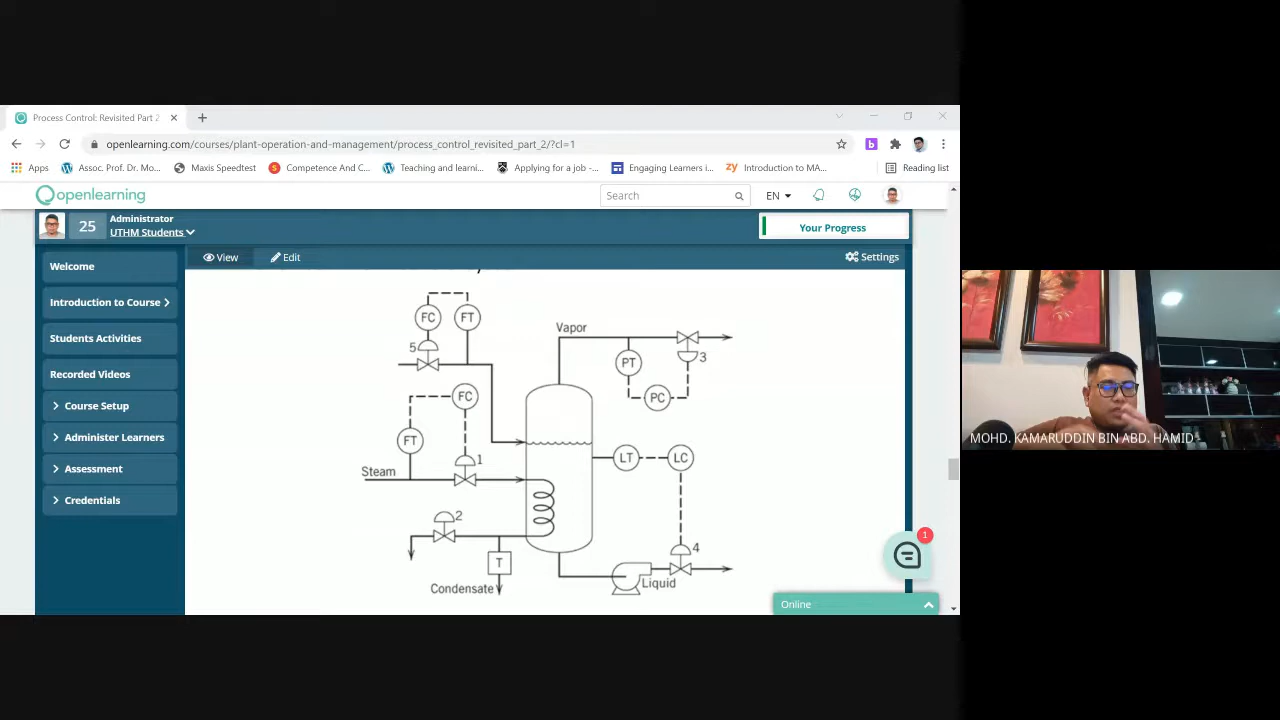 Process Control: Revisited Part 2
openlearning.com/courses/plant-operation-and-management/process_control_revisited_part_2/?cl=1
Apps
Assoc. Prof. Dr. Mo...
Maxis Speedtest
Competence And C...
Teaching and learni...
Applying for a job -...
Engaging Learners i...
Introduction to MA...
Reading list
openlearning
Search
EN
25
Administrator
UTHM Students
Your Progress
View
Edit
Settings
Welcome
Introduction to Course
Students Activities
Recorded Videos
Course Setup
Administer Learners
Assessment
Credentials
FC
FT
5
Vapor
PT
3
PC
FC
FT
1
Steam
LT
LC
2
T
Condensate
4
Liquid
1
Online
MOHD. KAMARUDDIN BIN ABD. HAMID